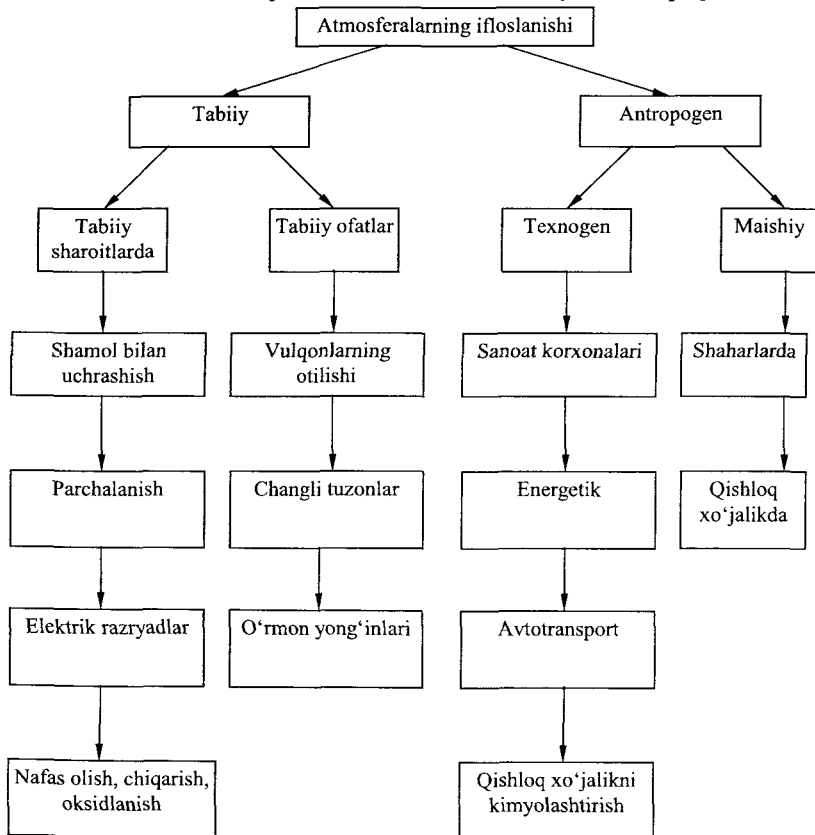 Atmosferalarning ifloslanishi
Tabiiy
Antropogen
Tabiiy
sharoitlarda
Tabiiy ofatlar
Texnogen
Maishiy
Shamol bilan
uchrashish
Vulqonlarning
otilishi
Sanoat korxonalari
Shaharlarda
Parchalanish
Changli tuzonlar
Energetik
Qishloq
xo‘jalikda
Elektrik razryadlar
O‘rmon yong‘inlari
Avtotransport
Nafas olish, chiqarish,
oksidlanish
Qishloq xo‘jalikni
kimyolashtirish